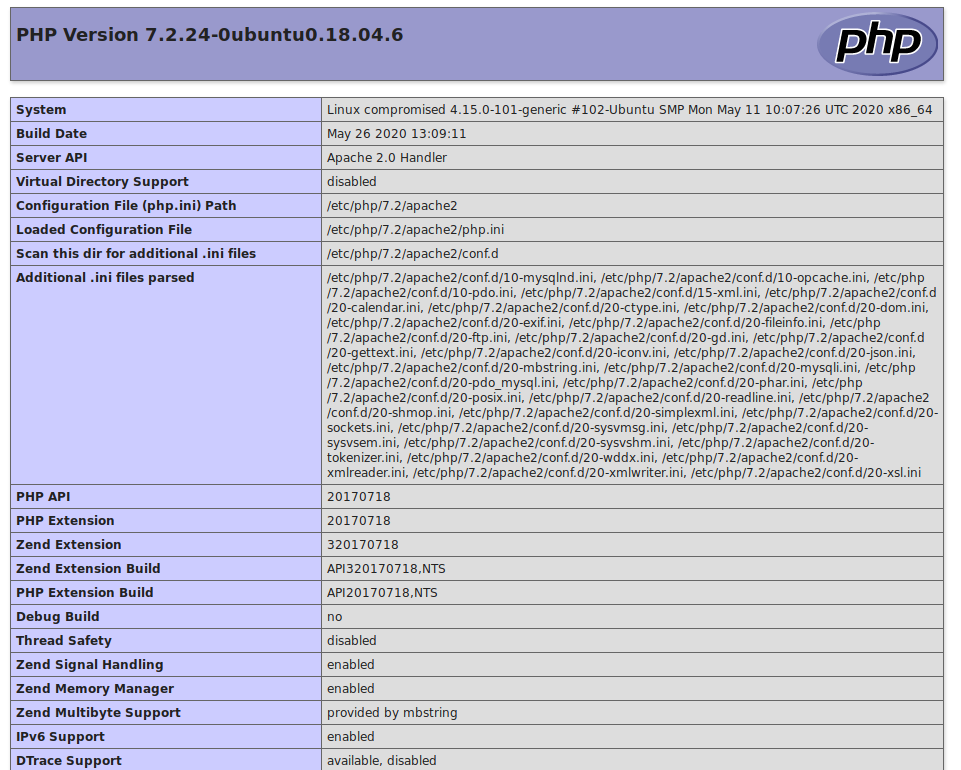 PHP Version 7.2.24-0ubuntu0.18.04.6
php
System Linux compromised 4.15.0-101-generic #102-Ubuntu SMP Mon May 11 10:07:26 UTC 2020 x86_64
Build Date May 26 2020 13:09:11
Server API Apache 2.0 Handler
Virtual Directory Support disabled
Configuration File (php.ini) Path /etc/php/7.2/apache2
Loaded Configuration File /etc/php/7.2/apache2/php.ini
Scan this dir for additional .ini files /etc/php/7.2/apache2/conf.d
Additional .ini files parsed /etc/php/7.2/apache2/conf.d/10-mysqlnd.ini, /etc/php/7.2/apache2/conf.d/10-opcache.ini, /etc/php
/7.2/apache2/conf.d/10-pdo.ini, /etc/php/7.2/apache2/conf.d/15-xml.ini, /etc/php/7.2/apache2/conf.d
/20-calendar.ini, /etc/php/7.2/apache2/conf.d/20-ctype.ini, /etc/php/7.2/apache2/conf.d/20-dom.ini,
/etc/php/7.2/apache2/conf.d/20-exif.ini, /etc/php/7.2/apache2/conf.d/20-fileinfo.ini, /etc/php
/7.2/apache2/conf.d/20-ftp.ini, /etc/php/7.2/apache2/conf.d/20-gd.ini, /etc/php/7.2/apache2/conf.d
/20-gettext.ini, /etc/php/7.2/apache2/conf.d/20-iconv.ini, /etc/php/7.2/apache2/conf.d/20-json.ini,
/etc/php/7.2/apache2/conf.d/20-mbstring.ini, /etc/php/7.2/apache2/conf.d/20-mysqli.ini, /etc/php
/7.2/apache2/conf.d/20-pdo_mysql.ini, /etc/php/7.2/apache2/conf.d/20-phar.ini, /etc/php
/7.2/apache2/conf.d/20-posix.ini, /etc/php/7.2/apache2/conf.d/20-readline.ini, /etc/php/7.2/apache2
/conf.d/20-shmop.ini, /etc/php/7.2/apache2/conf.d/20-simplexml.ini, /etc/php/7.2/apache2/conf.d/20-
sockets.ini, /etc/php/7.2/apache2/conf.d/20-sysvmsg.ini, /etc/php/7.2/apache2/conf.d/20-
sysvsem.ini, /etc/php/7.2/apache2/conf.d/20-sysvshm.ini, /etc/php/7.2/apache2/conf.d/20-
tokenizer.ini, /etc/php/7.2/apache2/conf.d/20-wddx.ini, /etc/php/7.2/apache2/conf.d/20-
xmlreader.ini, /etc/php/7.2/apache2/conf.d/20-xmlwriter.ini, /etc/php/7.2/apache2/conf.d/20-xsl.ini
PHP API 20170718
PHP Extension 20170718
Zend Extension 320170718
Zend Extension Build API320170718,NTS
PHP Extension Build API20170718,NTS
Debug Build no
Thread Safety disabled
Zend Signal Handling enabled
Zend Memory Manager enabled
Zend Multibyte Support provided by mbstring
IPv6 Support enabled
DTrace Support available, disabled